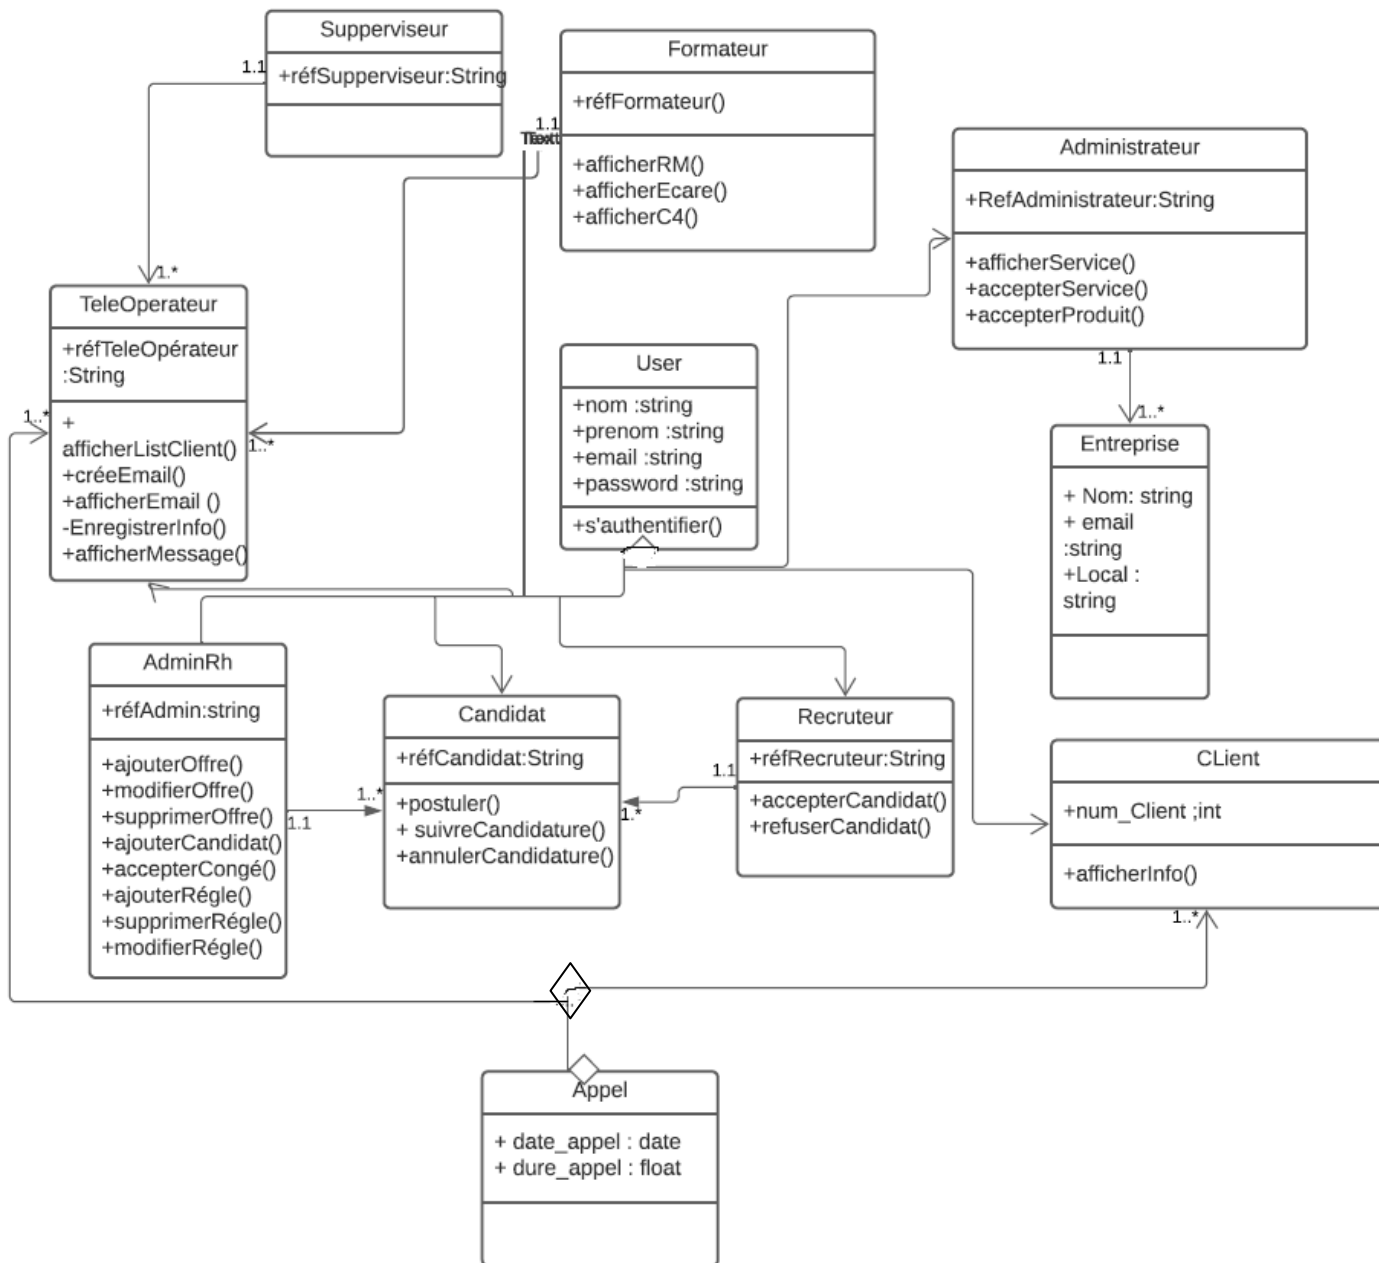 Supperviseur
+réfSupperviseur:String
1.1
1.*
Formateur
+réfFormateur()
+afficherRM()
+afficherEcare()
+afficherC4()
1.1
Administrateur
+RefAdministrateur:String
+afficherService()
+accepterService()
+accepterProduit()
1.1
1..*
TeleOperateur
+réfTeleOpérateur
:String
+
afficherListClient()
+créeEmail()
+afficherEmail ()
-EnregistrerInfo()
+afficherMessage()
1..*
1..*
User
+nom :string
+prenom :string
+email :string
+password :string
+s'authentifier()
Entreprise
+ Nom: string
+ email
:string
+Local :
string
AdminRh
+réfAdmin:string
+ajouterOffre()
+modifierOffre()
+supprimerOffre()
+ajouterCandidat()
+accepterCongé()
+ajouterRégle()
+supprimerRégle()
+modifierRégle()
1.1
1..*
Candidat
+réfCandidat:String
+postuler()
+ suivreCandidature()
+annulerCandidature()
1.*
1.1
Recruteur
+réfRecruteur:String
+accepterCandidat()
+refuserCandidat()
CLient
+num_Client ;int
+afficherInfo()
1..*
Appel
+ date_appel : date
+ dure_appel : float